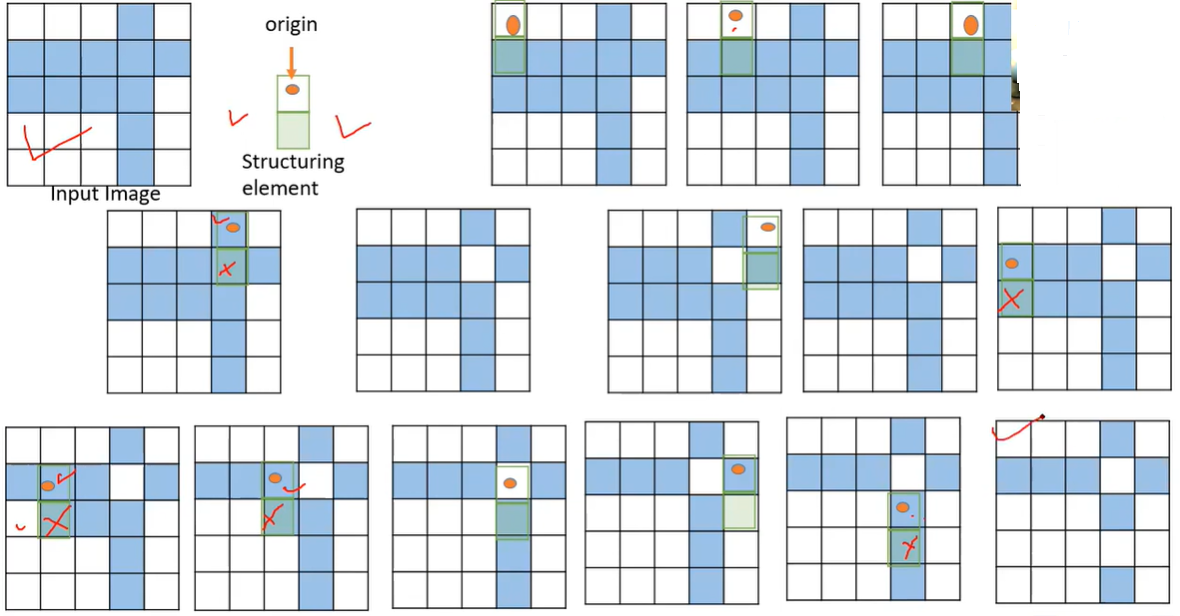 origin
Structuring
element
Input Image